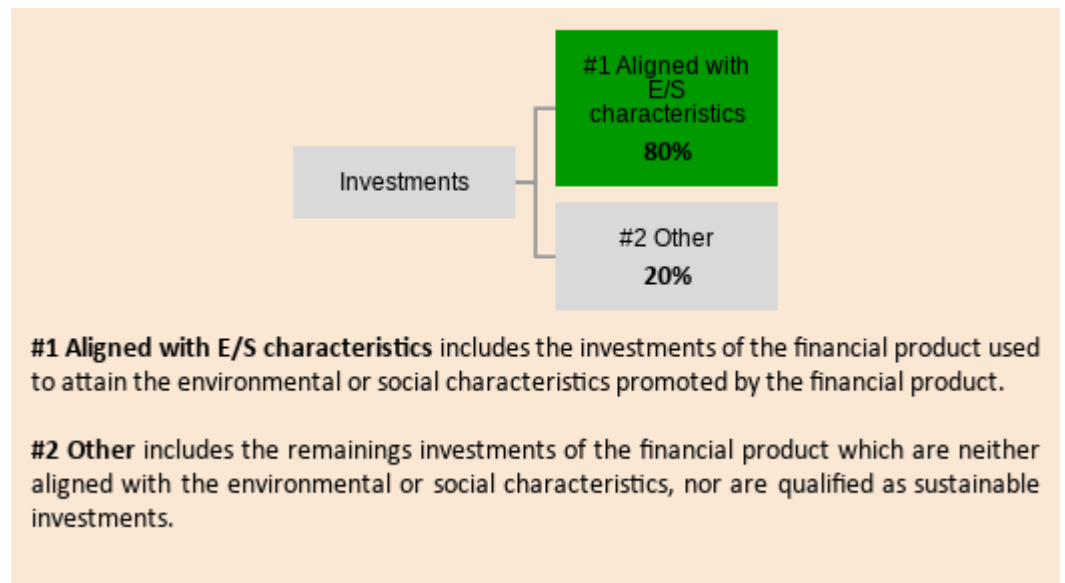 #1 Aligned with
E/S
characteristics
80%
Investments
#2 Other
20%
#1 Aligned with E/S characteristics includes the investments of the financial product used
to attain the environmental or social characteristics promoted by the financial product.
#2 Other includes the remainings investments of the financial product which are neither
aligned with the environmental or social characteristics, nor are qualified as sustainable
investments.